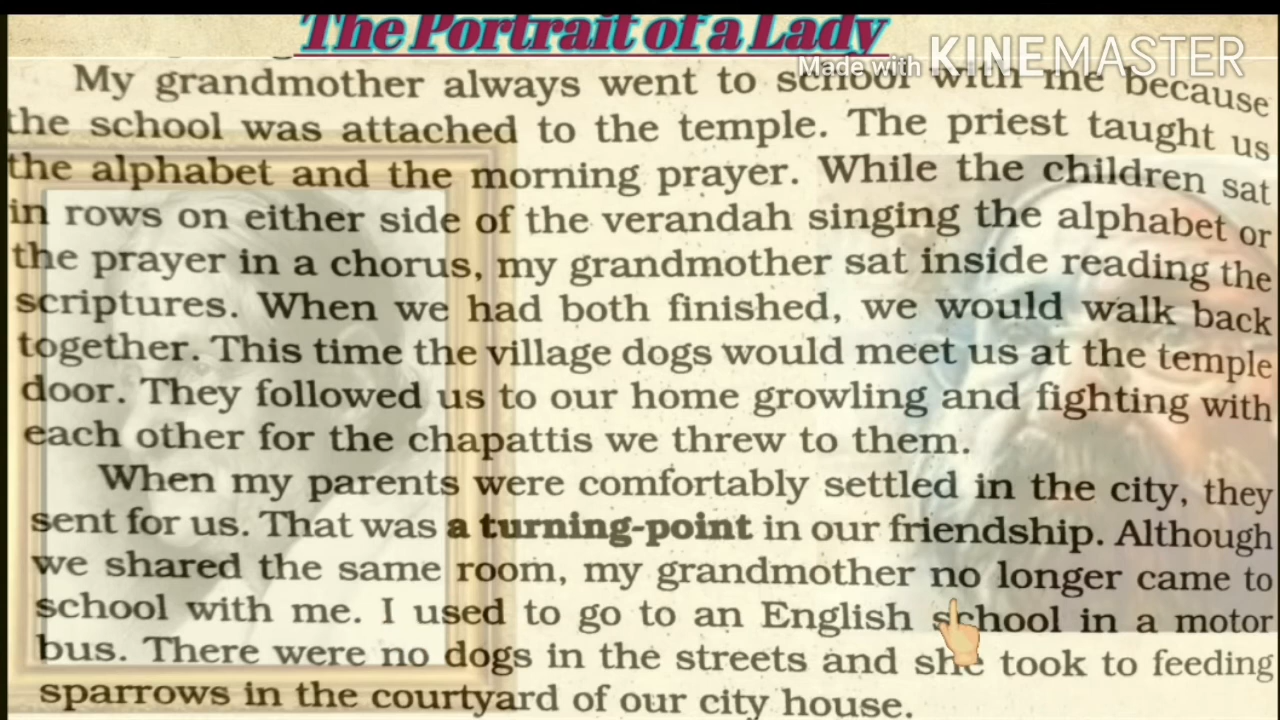 The Portrait of a Lady
Made with KINEMASTER
My grandmother always went to school with me because
the school was attached to the temple. The priest taught us
the alphabet and the morning prayer. While the children sat
in rows on either side of the verandah singing the alphabet or
the prayer in a chorus, my grandmother sat inside reading the
scriptures. When we had both finished, we would walk back
together. This time the village dogs would meet us at the temple
door. They followed us to our home growling and fighting with
each other for the chapattis we threw to them.
When my parents were comfortably settled in the city, they
sent for us. That was a turning-point in our friendship. Although
we shared the same room, my grandmother no longer came to
school with me. I used to go to an English school in a motor
bus. There were no dogs in the streets and she took to feeding
sparrows in the courtyard of our city house.